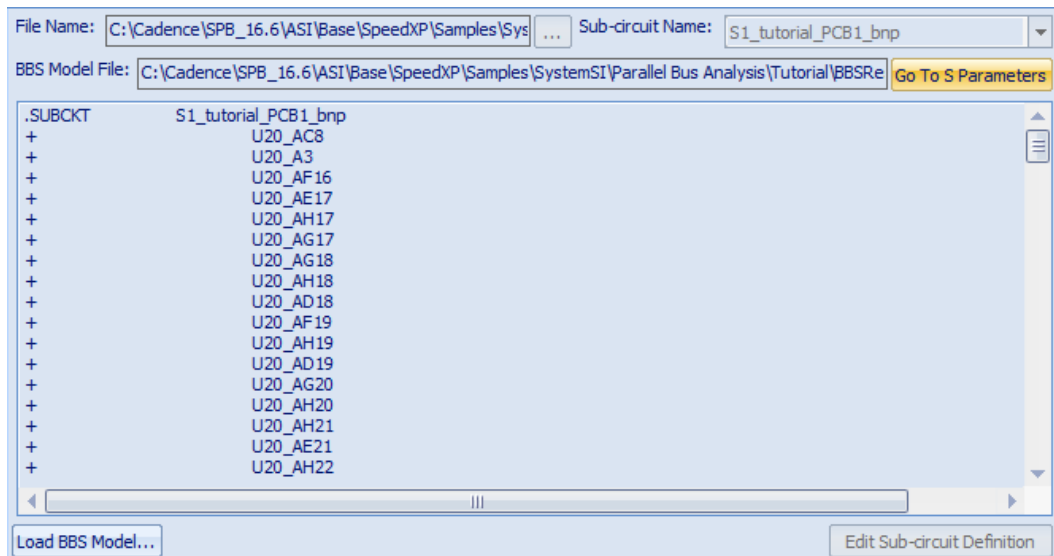 File Name: C:\Cadence\SPB_16.6\ASI\Base\SpeedXP\Samples\Sys ... Sub-circuit Name: S1_tutorial_PCB1_bnp
BBS Model File: C:\Cadence\SPB_16.6\ASI\Base\SpeedXP\Samples\SystemSI\Parallel Bus Analysis\Tutorial\BBSRe Go To S Parameters
.SUBCKT S1_tutorial_PCB1_bnp
+ U20_AC8
+ U20_A3
+ U20_AF16
+ U20_AE17
+ U20_AH17
+ U20_AG17
+ U20_AG18
+ U20_AH18
+ U20_AD18
+ U20_AF19
+ U20_AH19
+ U20_AD19
+ U20_AG20
+ U20_AH20
+ U20_AH21
+ U20_AE21
+ U20_AH22
Load BBS Model... Edit Sub-circuit Definition